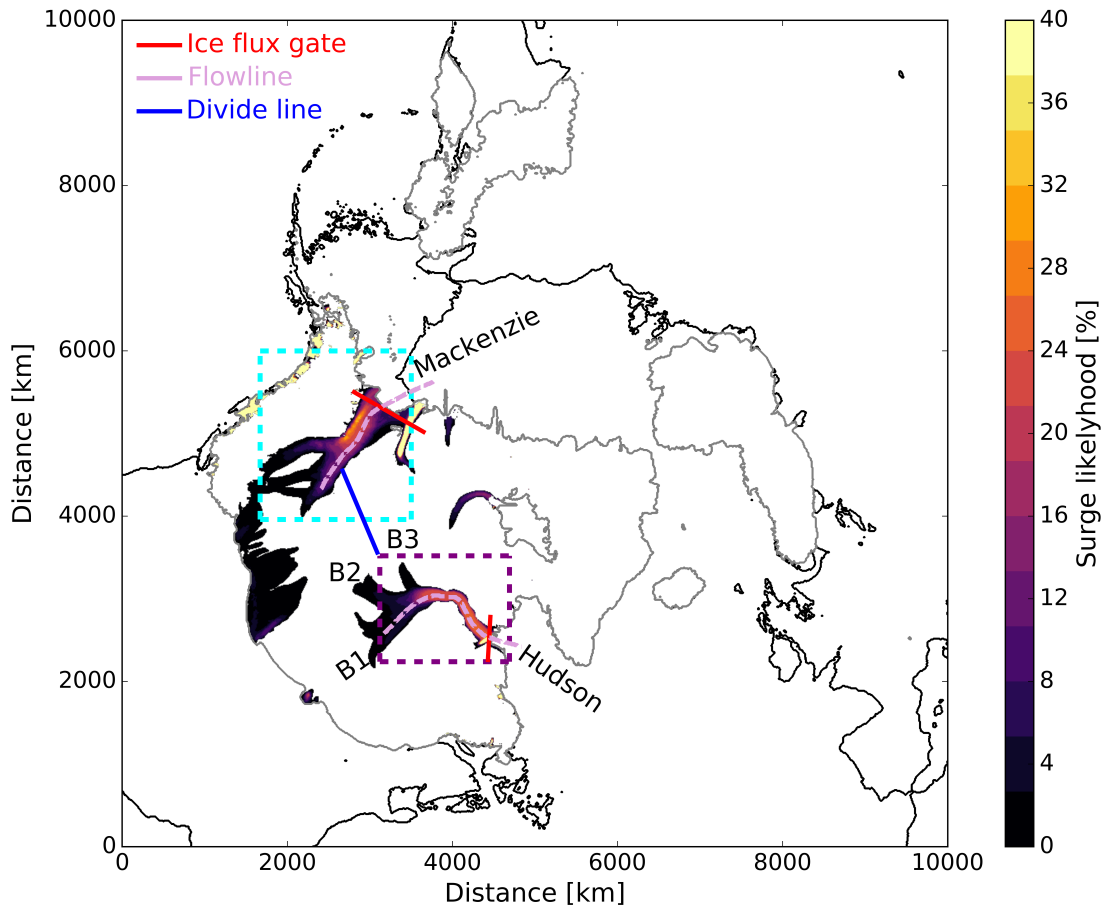 Ice flux gate
Flowline
Divide line
Mackenzie
B3
B2
B1
Hudson
10000
8000
6000
4000
2000
0
Distance [km]
0
2000
4000
6000
8000
10000
Distance [km]
40
36
32
28
24
20
16
12
8
4
0
Surge likelyhood [%]